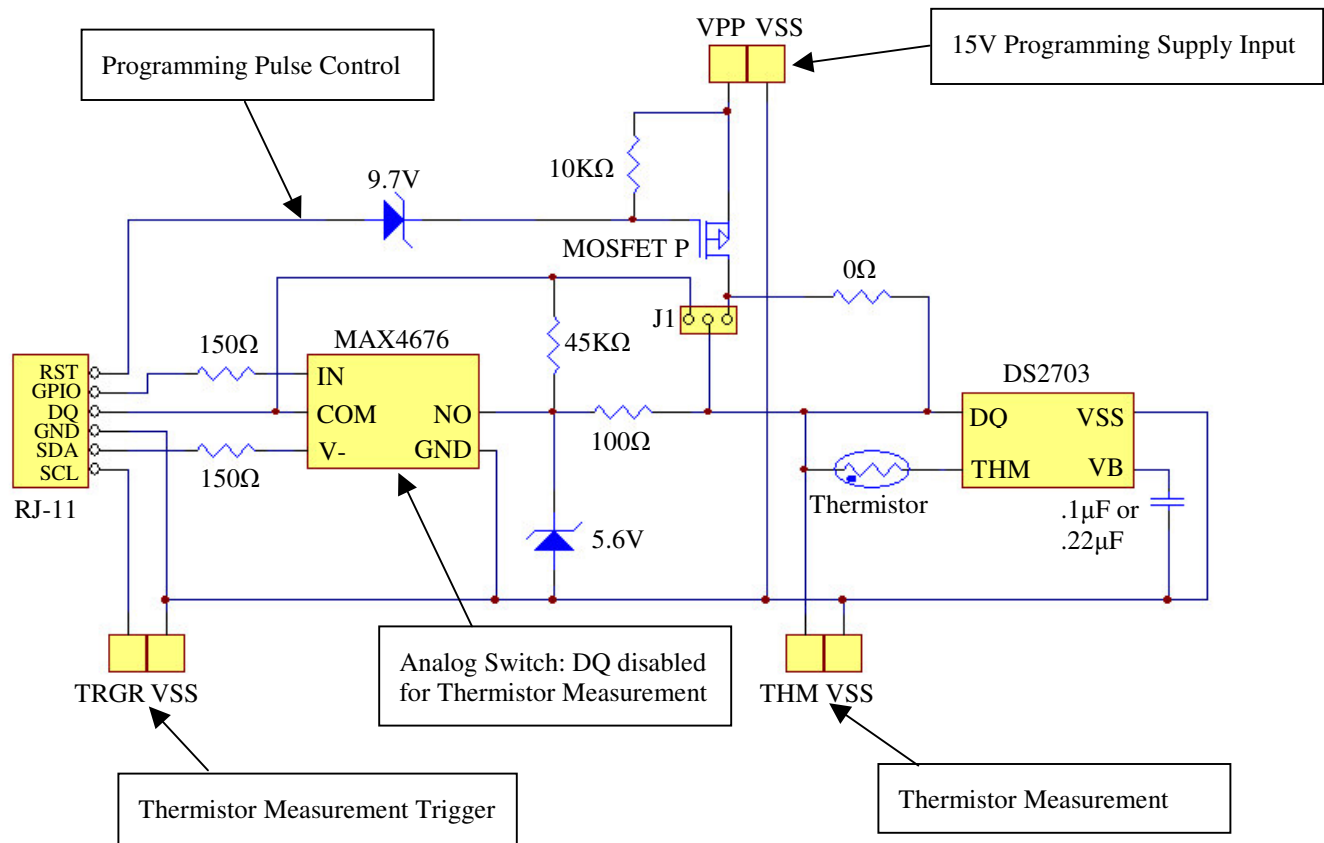 VPP VSS
15V Programming Supply Input
Programming Pulse Control
10KΩ
9.7V
MOSFET P
0Ω
J1
150Ω
MAX4676
45KΩ
DS2703
RST
GPIO
DQ
GND
SDA
SCL
RJ-11
IN
COM
V-
NO
GND
150Ω
100Ω
DQ
VSS
THM
VB
Thermistor
.1µF or
.22µF
5.6V
TRGR VSS
Analog Switch: DQ disabled
for Thermistor Measurement
THM VSS
Thermistor Measurement Trigger
Thermistor Measurement